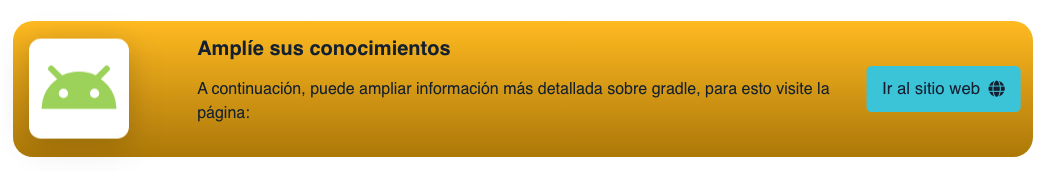 Amplíe sus conocimientos
A continuación, puede ampliar información más detallada sobre gradle, para esto visite la
página:
Ir al sitio web